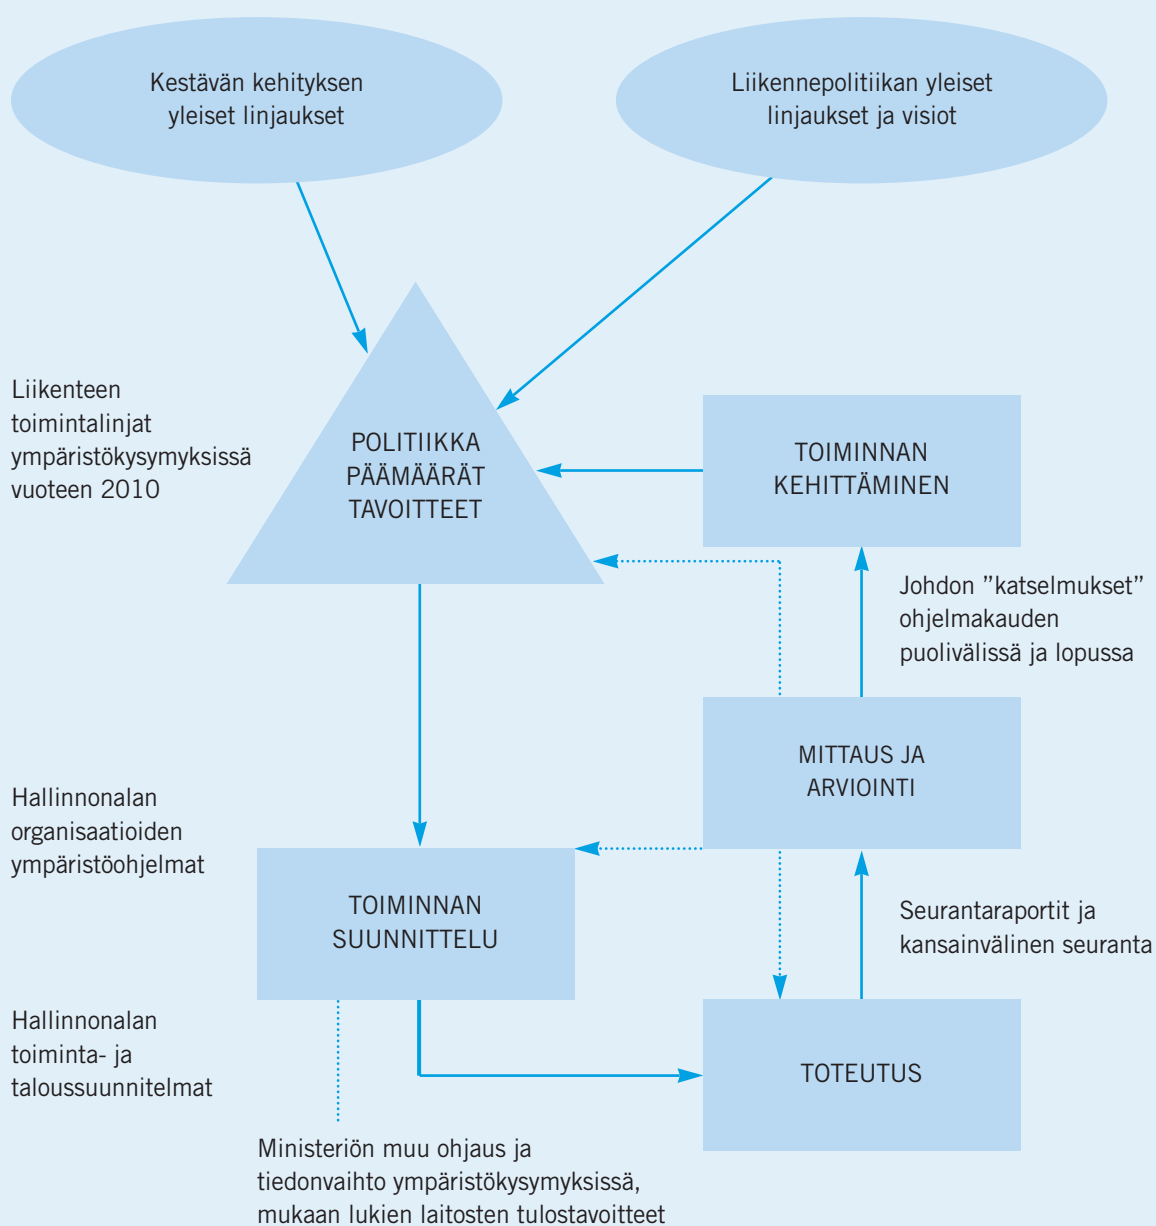 Kestävän kehityksen
yleiset linjaukset
Liikennepolitiikan yleiset
linjaukset ja visiot
Liikenteen
toimintalinjat
ympäristökysymyksissä
vuoteen 2010
POLITIIKKA
PÄÄMÄÄRÄT
TAVOITTEET
TOIMINNAN
KEHITTÄMINEN
Johdon ”katselmukset”
ohjelmakauden
puolivälissä ja lopussa
MITTAUS JA
ARVIOINTI
Hallinnonalan
organisaatioiden
ympäristöohjelmat
TOIMINNAN
SUUNNITTELU
Seurantaraportit ja
kansainvälinen seuranta
Hallinnonalan
toiminta- ja
taloussuunnitelmat
TOTEUTUS
Ministeriön muu ohjaus ja
tiedonvaihto ympäristökysymyksissä,
mukaan lukien laitosten tulostavoitteet